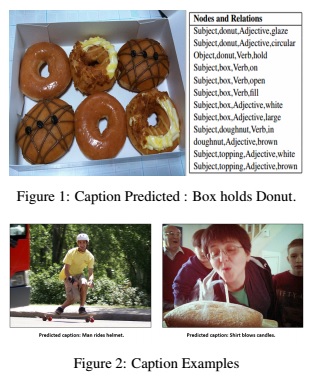 Nodes and Relations
Subject,donut,Adjective,glaze
Subject,donut,Adjective,circular
Object,donut,Verb,hold
Subject,box,Verb,on
Subject,box,Verb,open
Subject,box,Verb,fill
Subject,box,Adjective,white
Subject,box,Adjective,large
Subject,doughnut,Verb,in
doughnut,Adjective,brown
Subject,topping,Adjective,white
Subject,topping,Adjective,brown
Figure 1: Caption Predicted : Box holds Donut.
Predicted caption: Man rides helmet.
Predicted caption: Shirt blows candles.
Figure 2: Caption Examples